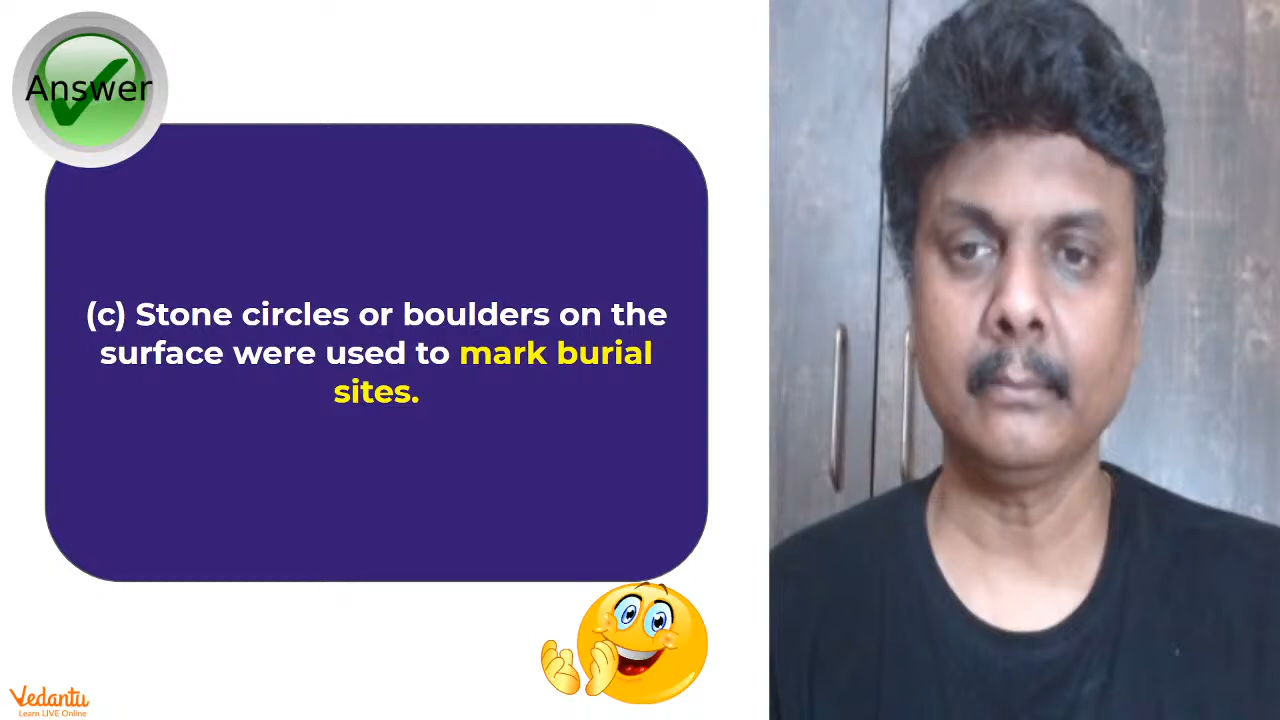 Answer
(c) Stone circles or boulders on the
surface were used to mark burial
sites.
Vedantu
Learn LIVE Online